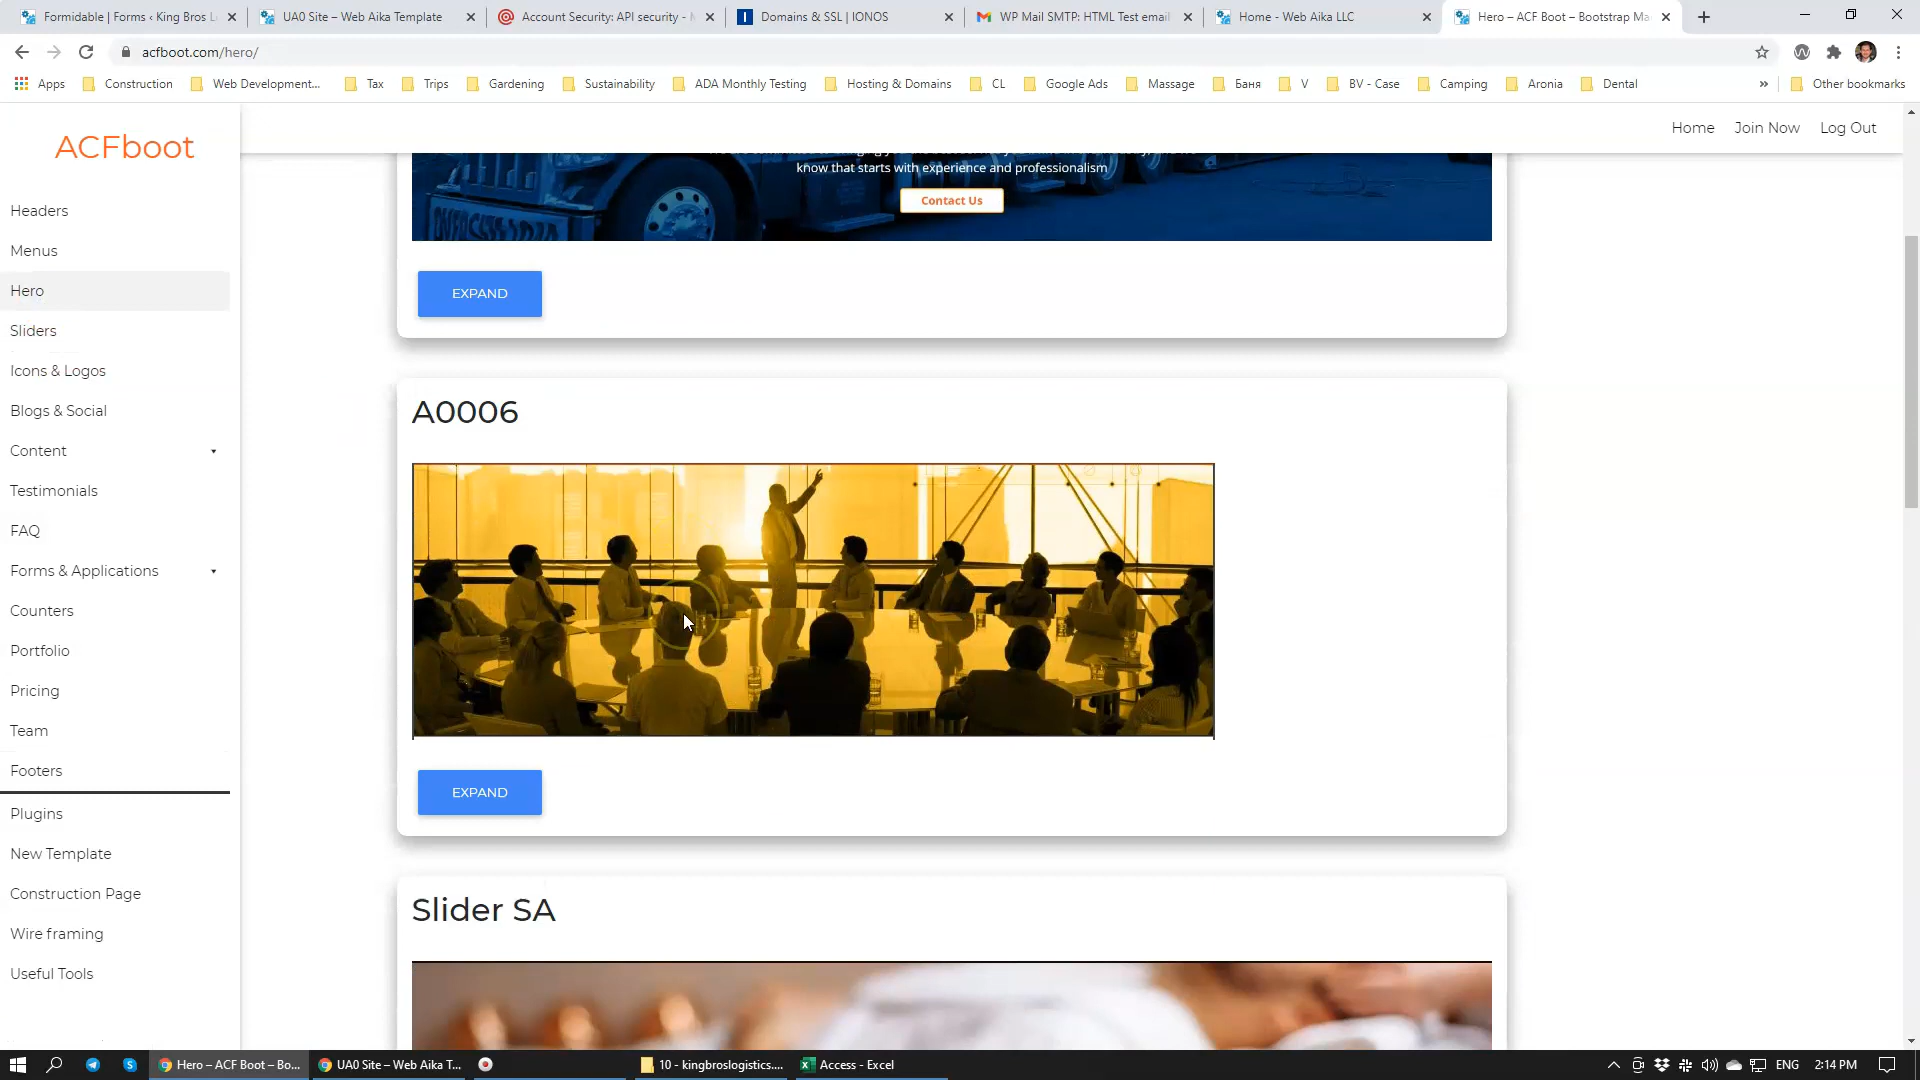 Formidable | Forms ‹ King Bros L
UA0 Site – Web Aika Template
Account Security: API security -
Domains & SSL | IONOS
WP Mail SMTP: HTML Test email
Home - Web Aika LLC
Hero – ACF Boot – Bootstrap Ma
acfboot.com/hero/
Apps
Construction
Web Development...
Tax
Trips
Gardening
Sustainability
ADA Monthly Testing
Hosting & Domains
CL
Google Ads
Massage
Баня
V
BV - Case
Camping
Aronia
Dental
»
Other bookmarks
ACFboot
Home
Join Now
Log Out
Headers
Menus
Hero
Sliders
Icons & Logos
Blogs & Social
Content
Testimonials
FAQ
Forms & Applications
Counters
Portfolio
Pricing
Team
Footers
Plugins
New Template
Construction Page
Wire framing
Useful Tools
know that starts with experience and professionalism
Contact Us
EXPAND
A0006
EXPAND
Slider SA
Hero – ACF Boot – Bo...
UA0 Site – Web Aika T...
10 - kingbroslogistics....
Access - Excel
ENG
2:14 PM